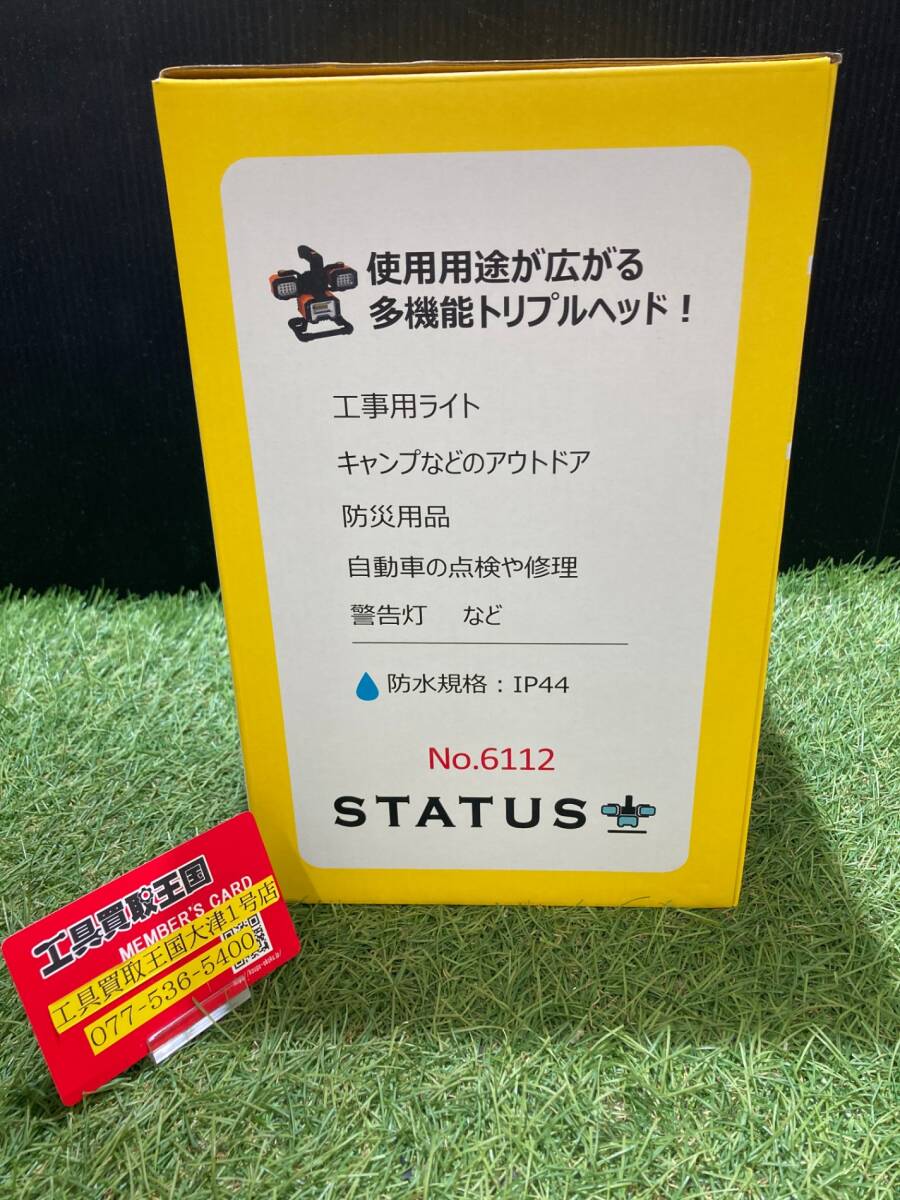 使用用途が広がる
多機能トリプルヘッド!
工事用ライト
キャンプなどのアウトドア
防災用品
自動車の点検や修理
警告灯 など
防水規格:IP44
No.6112
STATUS
工具買取王国
MEMBER'S CARD
工具買取王国大津1号店
077-536-5400